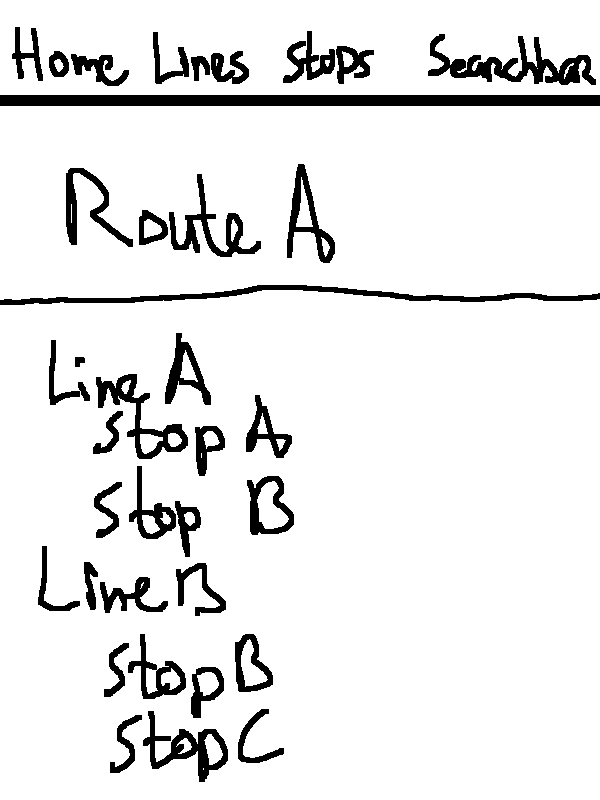 Home Lines Stops Searchbar
Route A
Line A
Stop A
Stop B
Line B
Stop B
Stop C